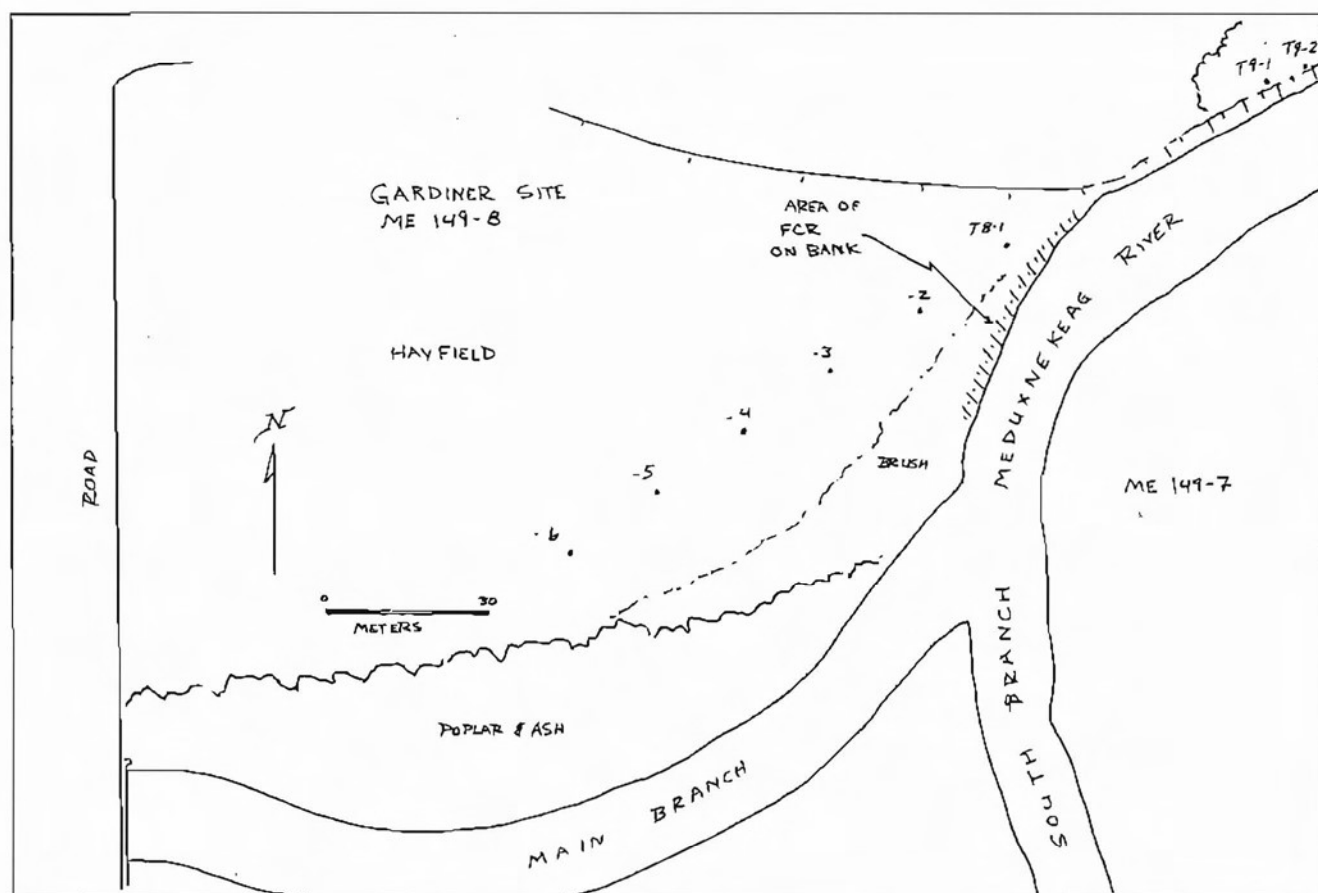 T9-1
T9-2
GARDINER SITE
ME 149-8
AREA OF
FCR
ON BANK
T8-1
-2
-3
-4
-5
-6
HAYFIELD
N
ROAD
BRUSH
0 30
METERS
POPLAR & ASH
MEDUXNEKEAG RIVER
ME 149-7
MAIN BRANCH
SOUTH BRANCH